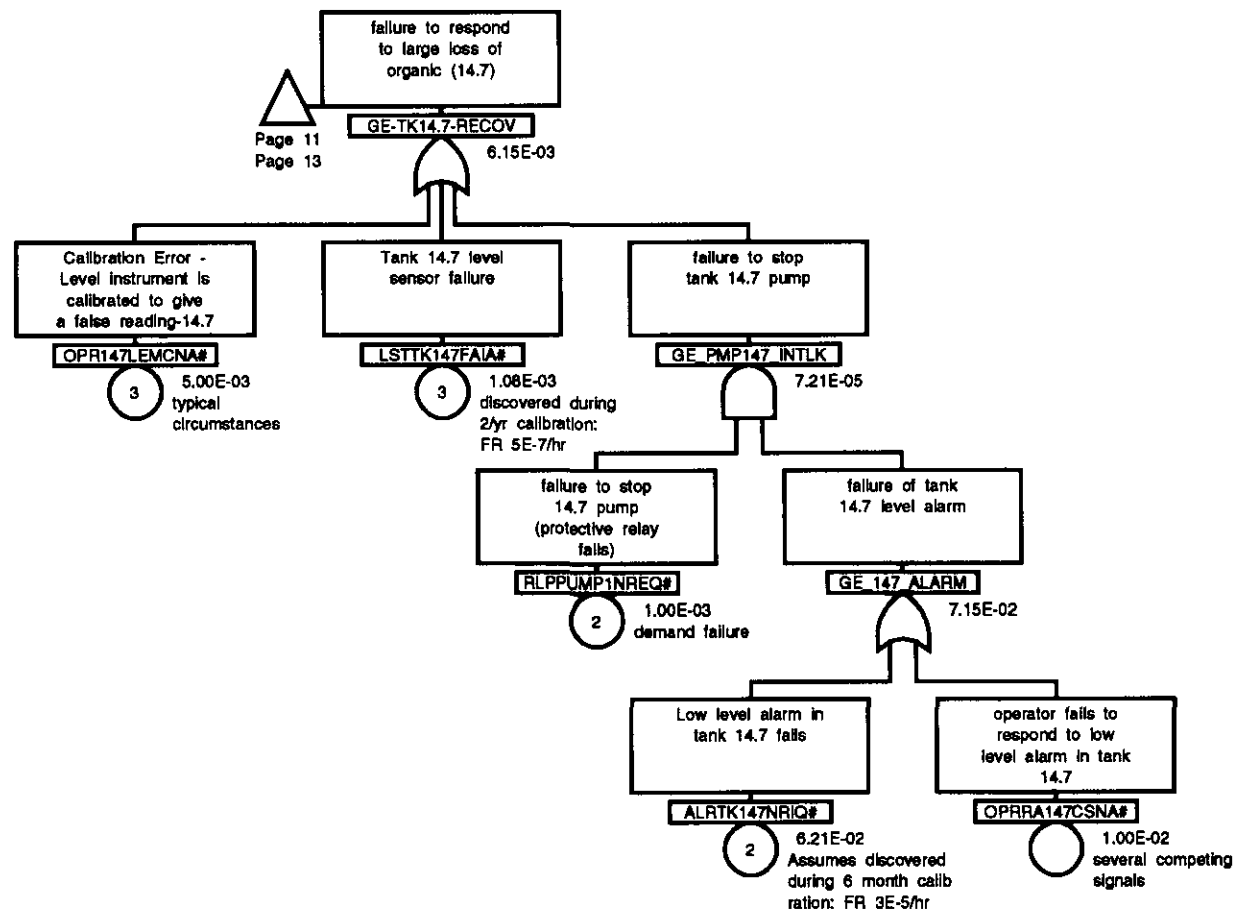 failure to respond
to large loss of
organic (14.7)
Page 11
Page 13
GE-TK14.7-RECOV
6.15E-03
Calibration Error -
Level instrument is
calibrated to give
a false reading-14.7
OPR147LEMCNA#
3
5.00E-03
typical
circumstances
Tank 14.7 level
sensor failure
LSTTK147FAIA#
3
1.08E-03
discovered during
2/yr calibration:
FR 5E-7/hr
failure to stop
tank 14.7 pump
GE_PMP147_INTLK
7.21E-05
failure to stop
14.7 pump
(protective relay
fails)
RLPPUMP1NREQ#
2
1.00E-03
demand failure
failure of tank
14.7 level alarm
GE_147_ALARM
7.15E-02
Low level alarm in
tank 14.7 fails
ALRTK147NRIQ#
2
6.21E-02
Assumes discovered
during 6 month calib
ration: FR 3E-5/hr
operator fails to
respond to low
level alarm in tank
14.7
OPRRA147CSNA#
1.00E-02
several competing
signals